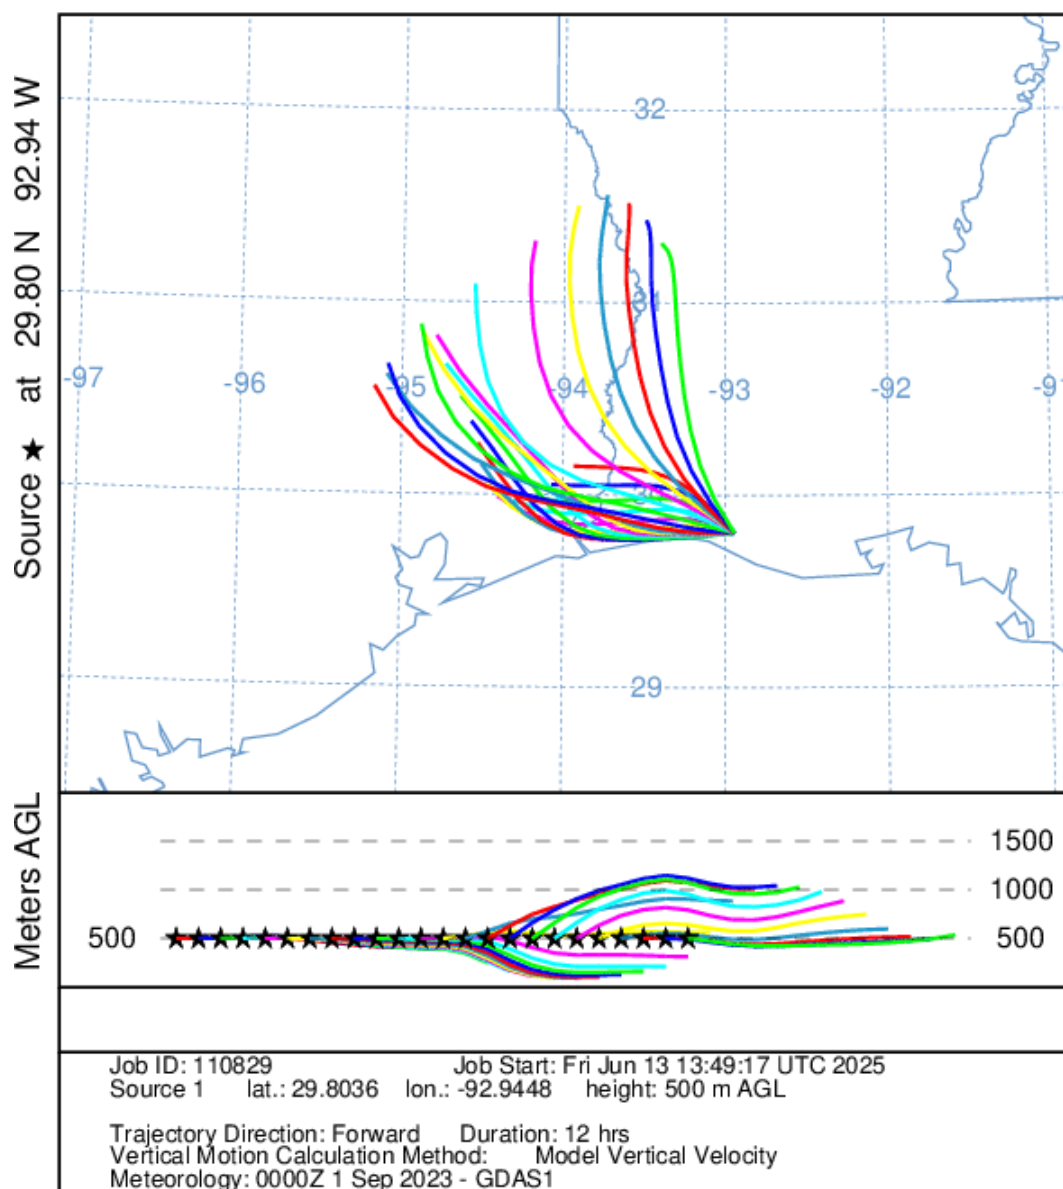 Source ★ at 29.80 N 92.94 W
32
31
-97
-96
-95
-94
-93
-92
-91
30
29
Meters AGL
1500
1000
500
500
Job ID: 110829 Job Start: Fri Jun 13 13:49:17 UTC 2025
Source 1 lat.: 29.8036 lon.: -92.9448 height: 500 m AGL
Trajectory Direction: Forward Duration: 12 hrs
Vertical Motion Calculation Method: Model Vertical Velocity
Meteorology: 0000Z 1 Sep 2023 - GDAS1